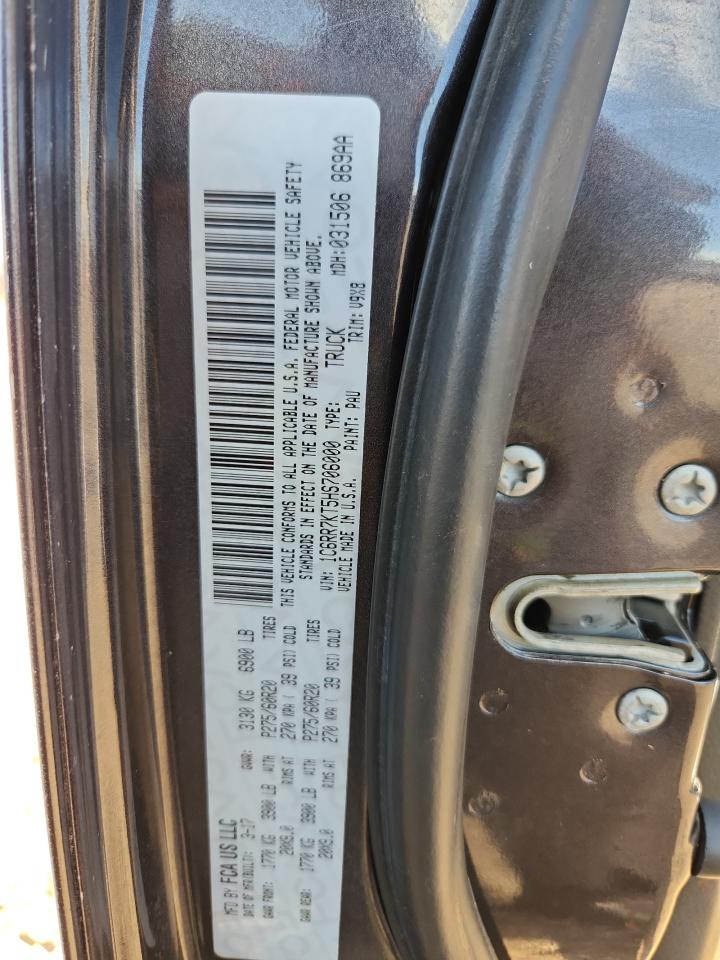 MFD BY FCA US LLC
DATE OF MFR(BUILT): 3-17 GVWR: 3130 KG 6900 LB
GAWR FRONT: 1770 KG 3900 LB WITH P275/60R20 TIRES
20X9.0 RIMS AT 270 KPA ( 39 PSI) COLD
GAWR REAR: 1770 KG 3900 LB WITH P275/60R20 TIRES
20X9.0 RIMS AT 270 KPA ( 39 PSI) COLD
THIS VEHICLE CONFORMS TO ALL APPLICABLE U.S.A. FEDERAL MOTOR VEHICLE SAFETY
STANDARDS IN EFFECT ON THE DATE OF MANUFACTURE SHOWN ABOVE.
VIN: 1C6RR7KT5HS706000 TYPE: TRUCK MDH:031506 869AA
VEHICLE MADE IN U.S.A. PAINT: PAU TRIM: V9X8